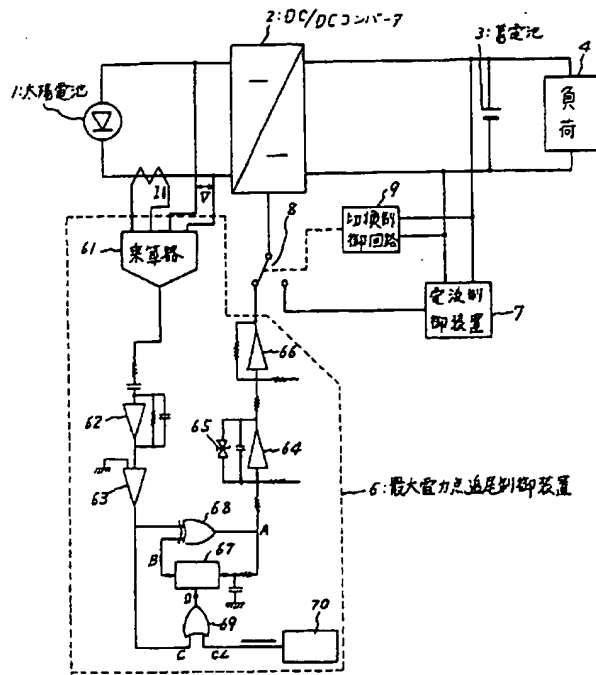 2:DC/DCコンバータ
3:蓄電池
4
負荷
1:太陽電池
I1
V
8
9
切換制
御回路
61
乗算器
電流制
御装置
7
66
62
65
64
63
6:最大電力点追尾制御装置
68
A
67
B
D
69
70
C
CL